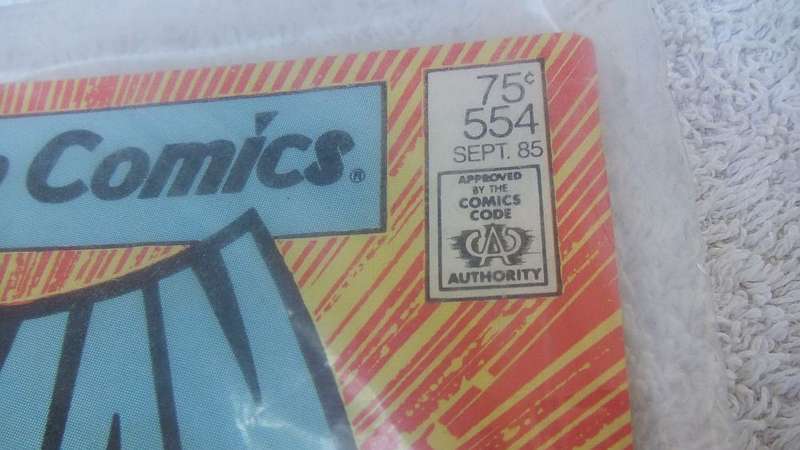 Comics®
75¢
554
SEPT. 85
APPROVED
BY THE
COMICS
CODE
CA
AUTHORITY